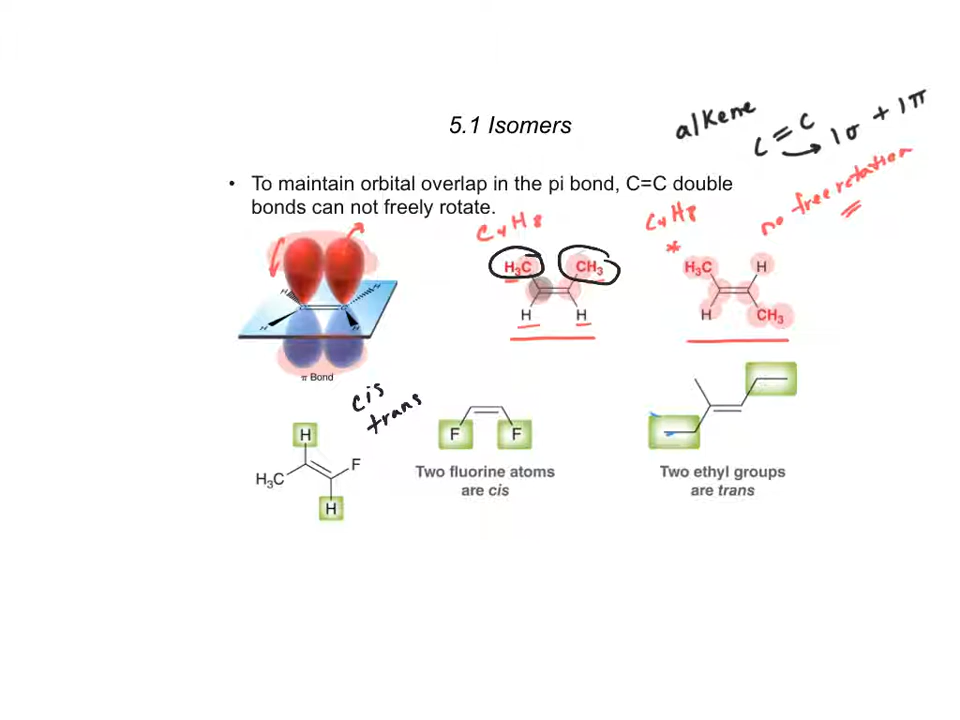 alkene
C=C → 1σ + 1π
5.1 Isomers
no free rotation
• To maintain orbital overlap in the pi bond, C=C double
bonds can not freely rotate.
C4H8
C4H8
*
H3C CH3
H H
H3C H
H CH3
H H
C C
H H
π Bond
cis
trans
H
F
H3C
H
F F
Two fluorine atoms
are cis
Two ethyl groups
are trans